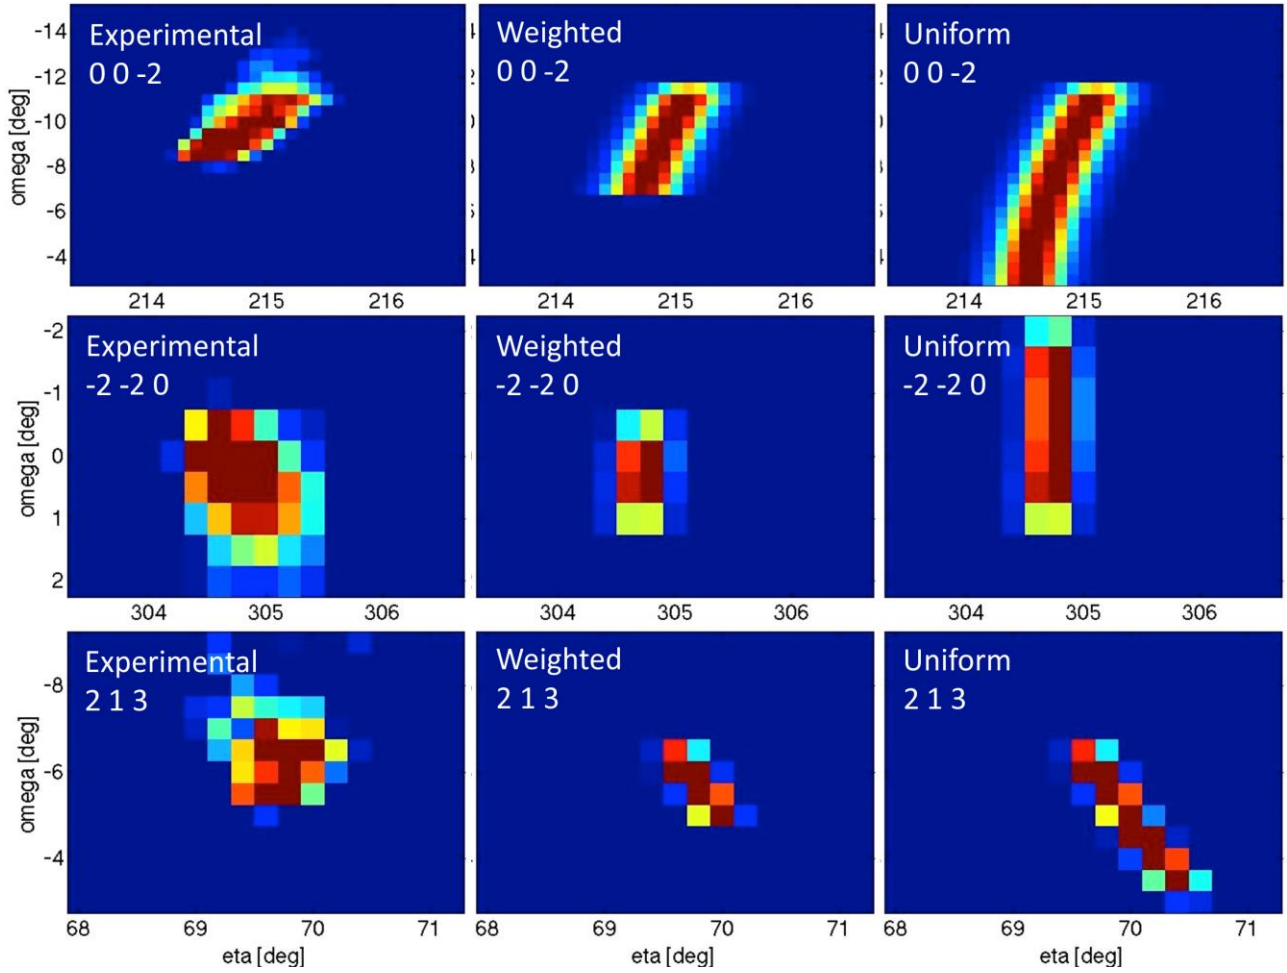 Experimental
0 0 -2
Weighted
0 0 -2
Uniform
0 0 -2
omega [deg]
-14
-12
-10
-8
-6
-4
214 215 216
214 215 216
214 215 216
Experimental
-2 -2 0
Weighted
-2 -2 0
Uniform
-2 -2 0
omega [deg]
-2
-1
0
1
2
304 305 306
304 305 306
304 305 306
Experimental
2 1 3
Weighted
2 1 3
Uniform
2 1 3
omega [deg]
-8
-6
-4
68 69 70 71
68 69 70 71
68 69 70 71
eta [deg]
eta [deg]
eta [deg]